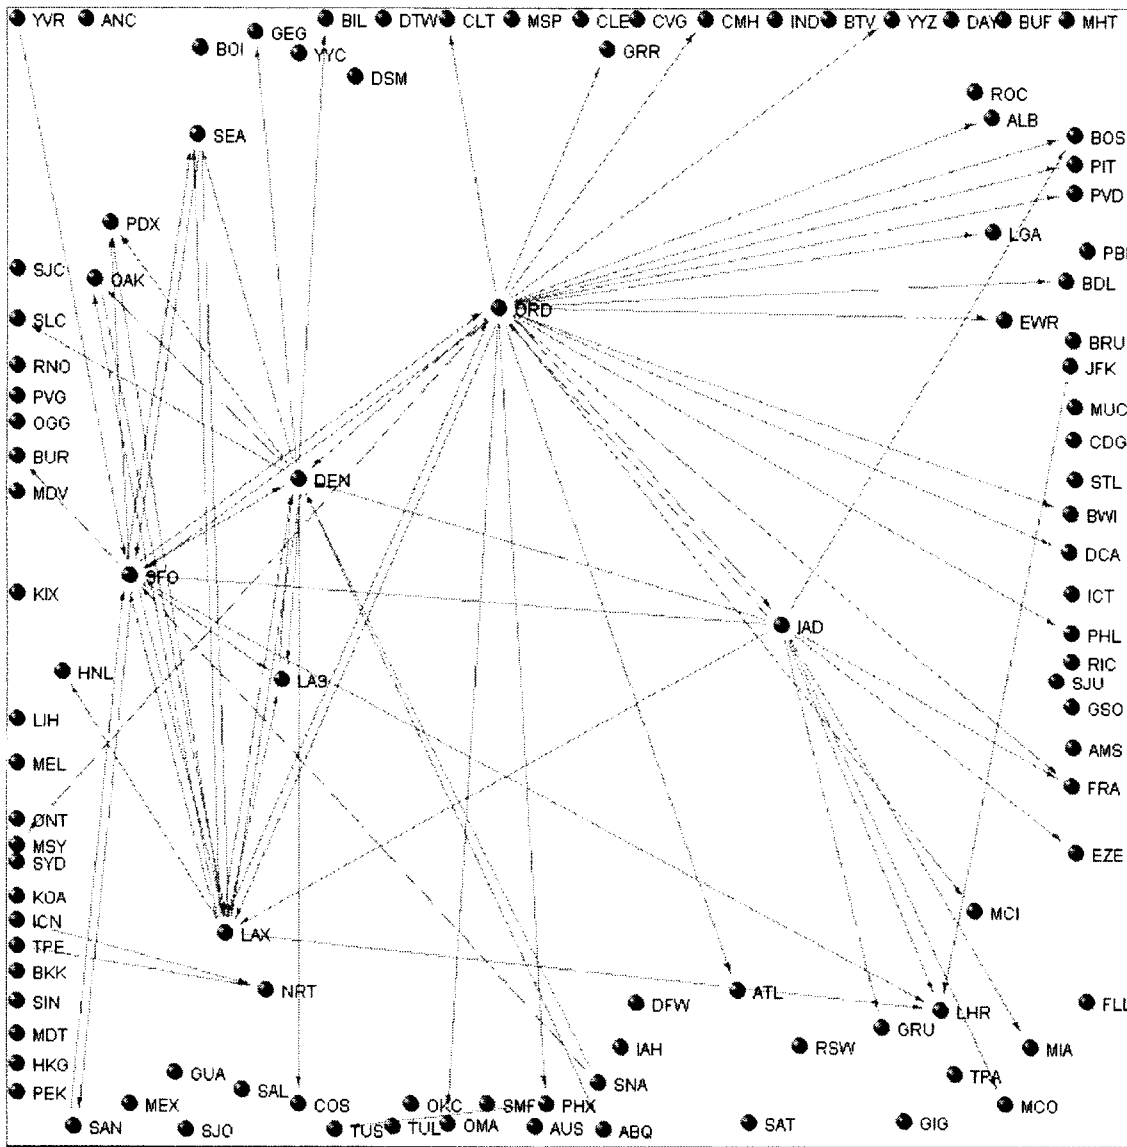 YVR ANC BIL DTW CLT MSP CLE CVG CMH IND BTV YYZ DAY BUF MHT
GEG
BOI YYC GRR
DSM
ROC
ALB
SEA BOS
PIT
PVD
PDX
LGA
PBI
SJC
OAK BDL
ORD
SLC EWR
BRU
RNO JFK
PVG
MUC
OGG
CDG
BUR
DEN STL
MDV
BWI
DCA
SFO
KIX ICT
IAD PHL
RIC
HNL
LAS SJU
GSO
LIH
AMS
MEL
FRA
ONT
MSY
SYD EZE
KOA
MCI
ICN
LAX
TPE
BKK
NRT ATL
SIN DFW LHR FLL
GRU
MDT
IAH RSW MIA
HKG
GUA TPA
SNA
PEK SAL
MEX COS OKC SMF PHX MCO
SAN SJO TUS TUL OMA AUS ABQ SAT GIG